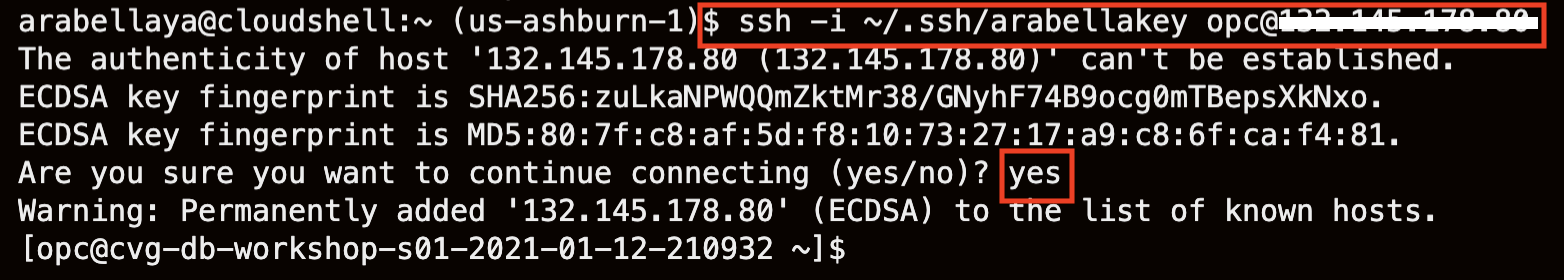 arabellaya@cloudshell:~ (us-ashburn-1)$ ssh -i ~/.ssh/arabellakey opc@
The authenticity of host '132.145.178.80 (132.145.178.80)' can't be established.
ECDSA key fingerprint is SHA256:zuLkaNPWQQmZktMr38/GNyhF74B9ocg0mTBepsXkNxo.
ECDSA key fingerprint is MD5:80:7f:c8:af:5d:f8:10:73:27:17:a9:c8:6f:ca:f4:81.
Are you sure you want to continue connecting (yes/no)? yes
Warning: Permanently added '132.145.178.80' (ECDSA) to the list of known hosts.
[opc@cvg-db-workshop-s01-2021-01-12-210932 ~]$